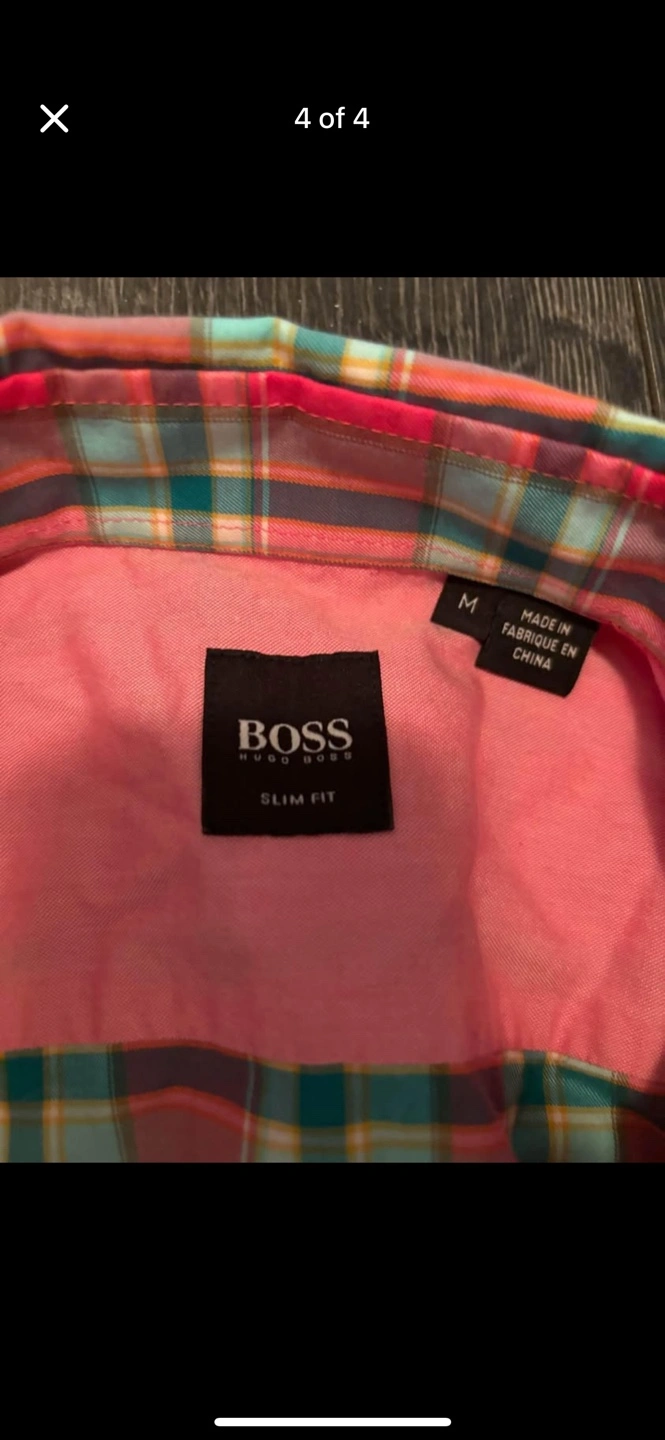 4 of 4
M
MADE IN
FABRIQUE EN
CHINA
BOSS
HUGO BOSS
SLIM FIT